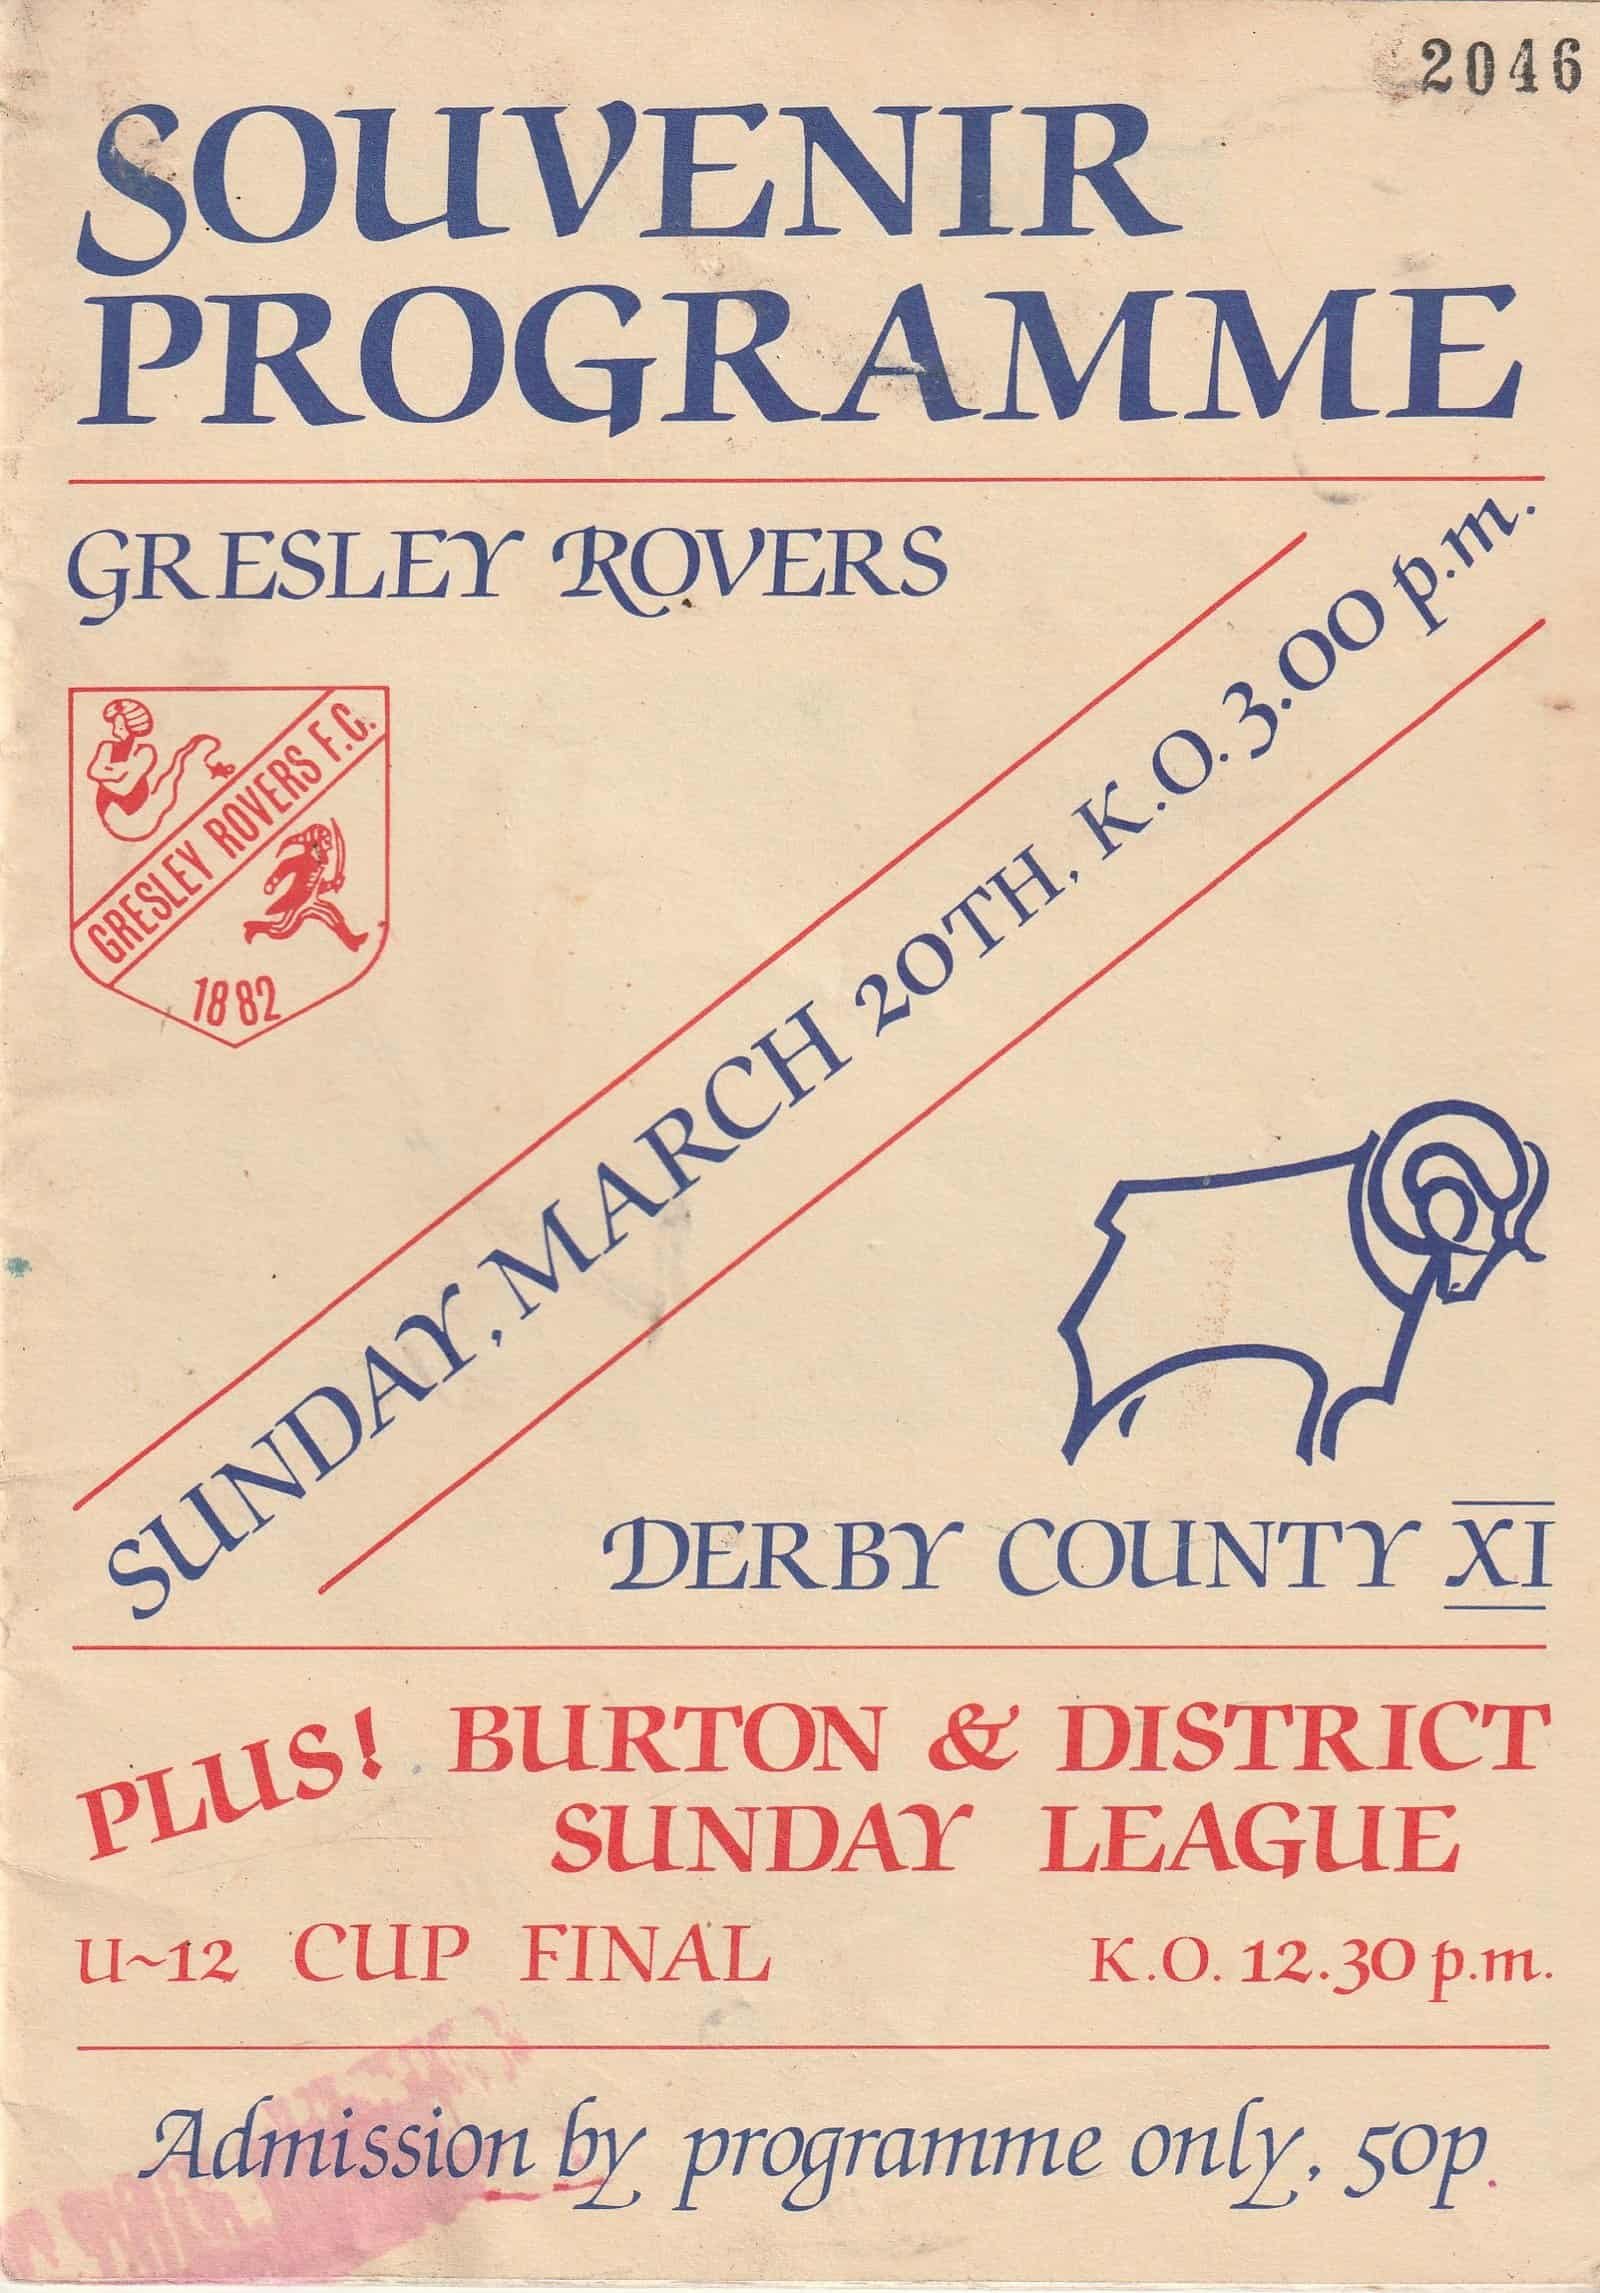 2046
SOUVENIR
PROGRAMME
GRESLEY ROVERS
GRESLEY ROVERS F.C.
1882
SUNDAY, MARCH 20TH, K.O. 3.00 p.m.
DERBY COUNTY XI
PLUS! BURTON & DISTRICT
SUNDAY LEAGUE
U~12 CUP FINAL K.O. 12.30 p.m.
Admission by programme only, 50p.